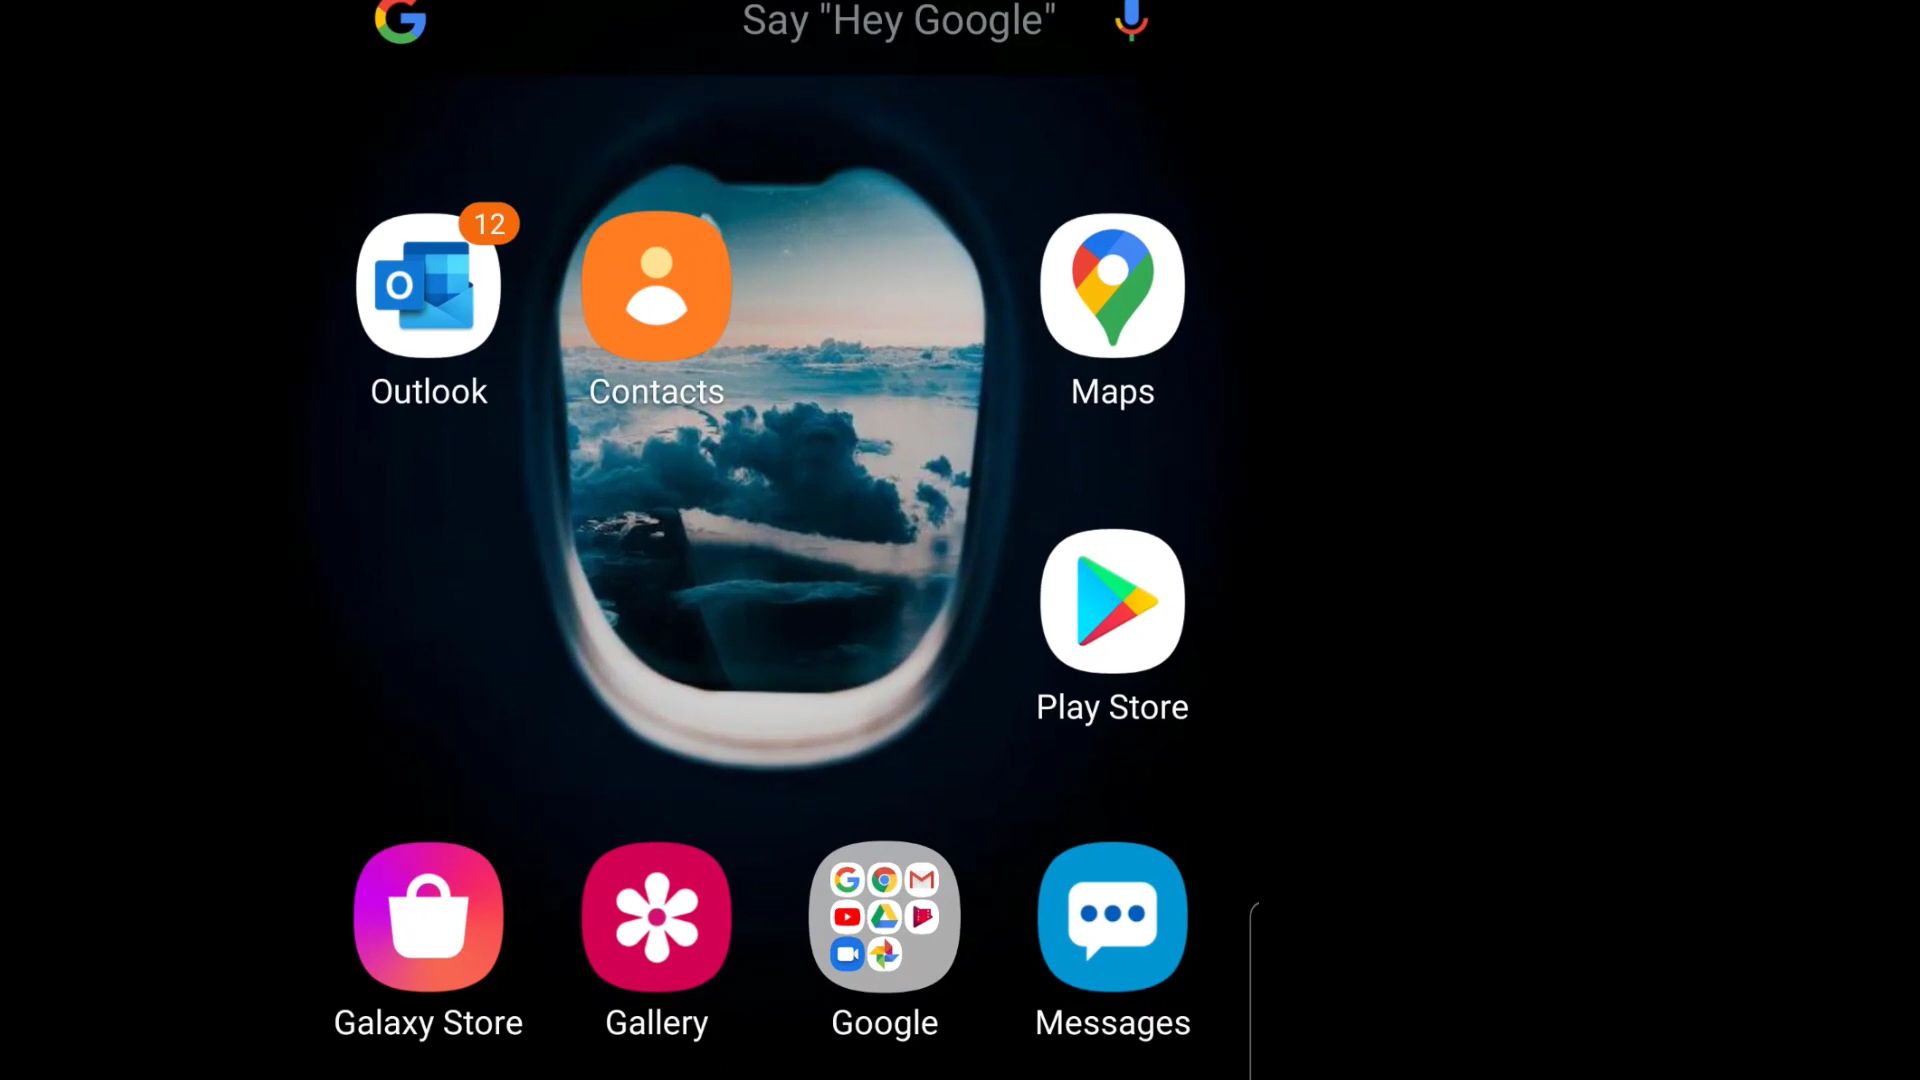 Say "Hey Google"
12
Outlook
Contacts
Maps
Play Store
Galaxy Store
Gallery
Google
Messages